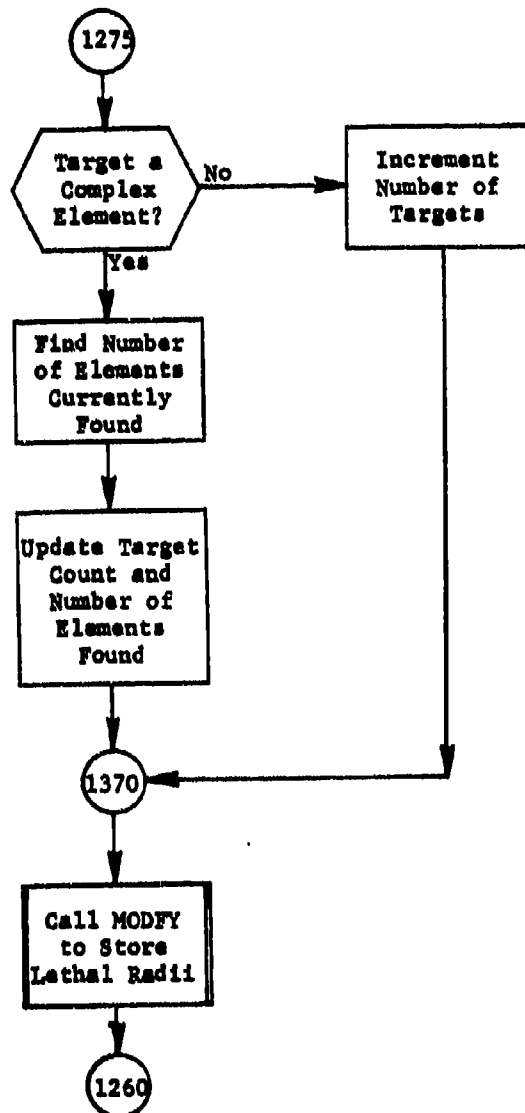 1275
Target a
Complex
Element?
No
Increment
Number of
Targets
Yes
Find Number
of Elements
Currently
Found
Update Target
Count and
Number of
Elements
Found
1370
Call MODFY
to Store
Lethal Radii
1260